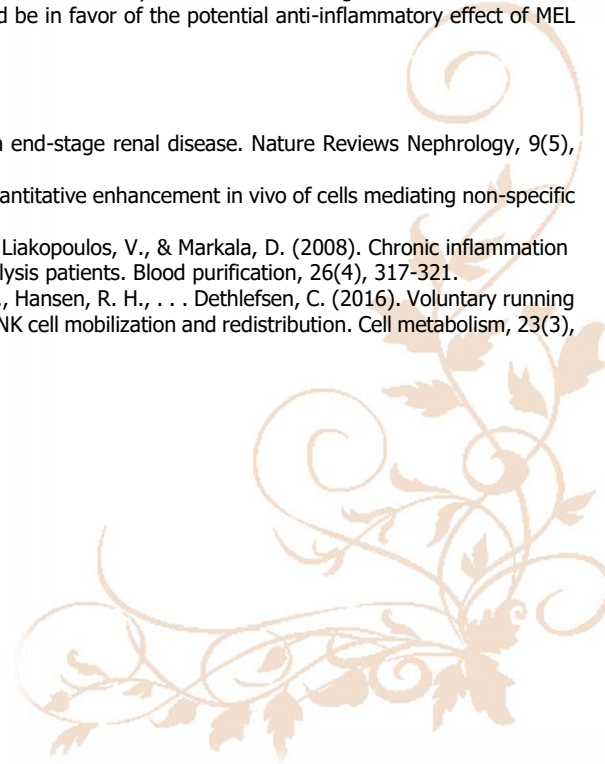 d be in favor of the potential anti-inflammatory effect of MEL
n end-stage renal disease. Nature Reviews Nephrology, 9(5),
antitative enhancement in vivo of cells mediating non-specific
Liakopoulos, V., & Markala, D. (2008). Chronic inflammation
lysis patients. Blood purification, 26(4), 317-321.
., Hansen, R. H., . . . Dethlefsen, C. (2016). Voluntary running
NK cell mobilization and redistribution. Cell metabolism, 23(3),